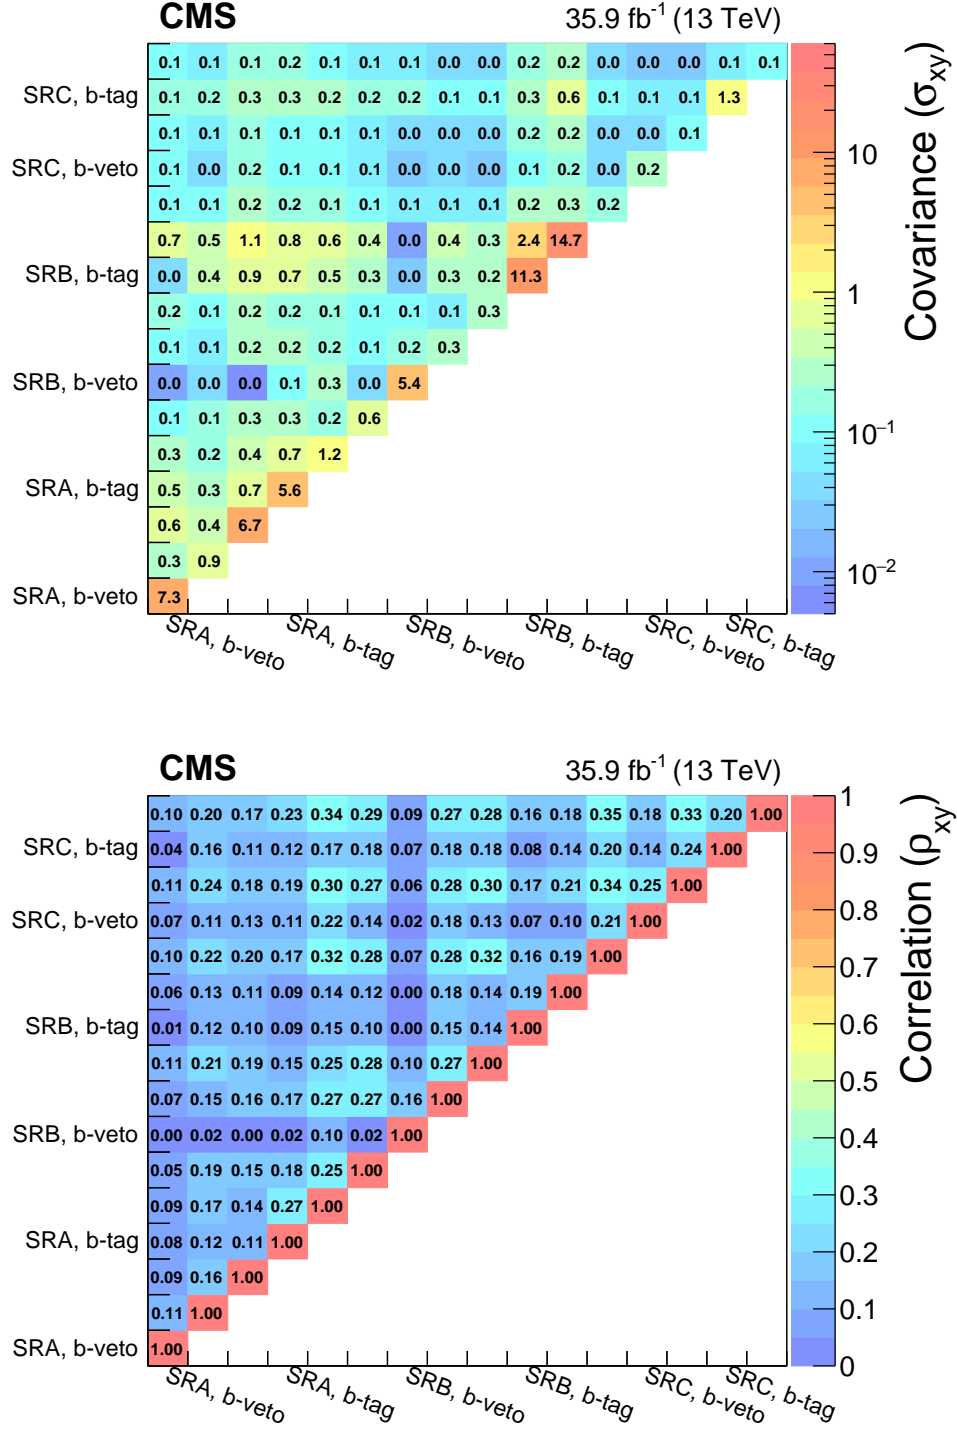 CMS 35.9 fb⁻¹ (13 TeV)
0.1 0.1 0.1 0.2 0.1 0.1 0.1 0.0 0.0 0.2 0.2 0.0 0.0 0.0 0.1 0.1
SRC, b-tag 0.1 0.2 0.3 0.3 0.2 0.2 0.2 0.1 0.1 0.3 0.6 0.1 0.1 0.1 1.3
0.1 0.1 0.1 0.1 0.1 0.1 0.0 0.0 0.0 0.2 0.2 0.0 0.0 0.1
SRC, b-veto 0.1 0.0 0.2 0.1 0.1 0.1 0.0 0.0 0.0 0.1 0.2 0.0 0.2
0.1 0.1 0.2 0.2 0.1 0.1 0.1 0.1 0.1 0.2 0.3 0.2
0.7 0.5 1.1 0.8 0.6 0.4 0.0 0.4 0.3 2.4 14.7
SRB, b-tag 0.0 0.4 0.9 0.7 0.5 0.3 0.0 0.3 0.2 11.3
0.2 0.1 0.2 0.2 0.1 0.1 0.1 0.1 0.3
0.1 0.1 0.2 0.2 0.2 0.1 0.2 0.3
SRB, b-veto 0.0 0.0 0.0 0.1 0.3 0.0 5.4
0.1 0.1 0.3 0.3 0.2 0.6
0.3 0.2 0.4 0.7 1.2
SRA, b-tag 0.5 0.3 0.7 5.6
0.6 0.4 6.7
0.3 0.9
SRA, b-veto 7.3
SRA, b-veto SRA, b-tag SRB, b-veto SRB, b-tag SRC, b-veto SRC, b-tag
10
1
10⁻¹
10⁻²
Covariance (σxy)
CMS 35.9 fb⁻¹ (13 TeV)
0.10 0.20 0.17 0.23 0.34 0.29 0.09 0.27 0.28 0.16 0.18 0.35 0.18 0.33 0.20 1.00
SRC, b-tag 0.04 0.16 0.11 0.12 0.17 0.18 0.07 0.18 0.18 0.08 0.14 0.20 0.14 0.24 1.00
0.11 0.24 0.18 0.19 0.30 0.27 0.06 0.28 0.30 0.17 0.21 0.34 0.25 1.00
SRC, b-veto 0.07 0.11 0.13 0.11 0.22 0.14 0.02 0.18 0.13 0.07 0.10 0.21 1.00
0.10 0.22 0.20 0.17 0.32 0.28 0.07 0.28 0.32 0.16 0.19 1.00
0.06 0.13 0.11 0.09 0.14 0.12 0.00 0.18 0.14 0.19 1.00
SRB, b-tag 0.01 0.12 0.10 0.09 0.15 0.10 0.00 0.15 0.14 1.00
0.11 0.21 0.19 0.15 0.25 0.28 0.10 0.27 1.00
0.07 0.15 0.16 0.17 0.27 0.27 0.16 1.00
SRB, b-veto 0.00 0.02 0.00 0.02 0.10 0.02 1.00
0.05 0.19 0.15 0.18 0.25 1.00
0.09 0.17 0.14 0.27 1.00
SRA, b-tag 0.08 0.12 0.11 1.00
0.09 0.16 1.00
0.11 1.00
SRA, b-veto 1.00
SRA, b-veto SRA, b-tag SRB, b-veto SRB, b-tag SRC, b-veto SRC, b-tag
1
0.9
0.8
0.7
0.6
0.5
0.4
0.3
0.2
0.1
0
Correlation (ρxy)